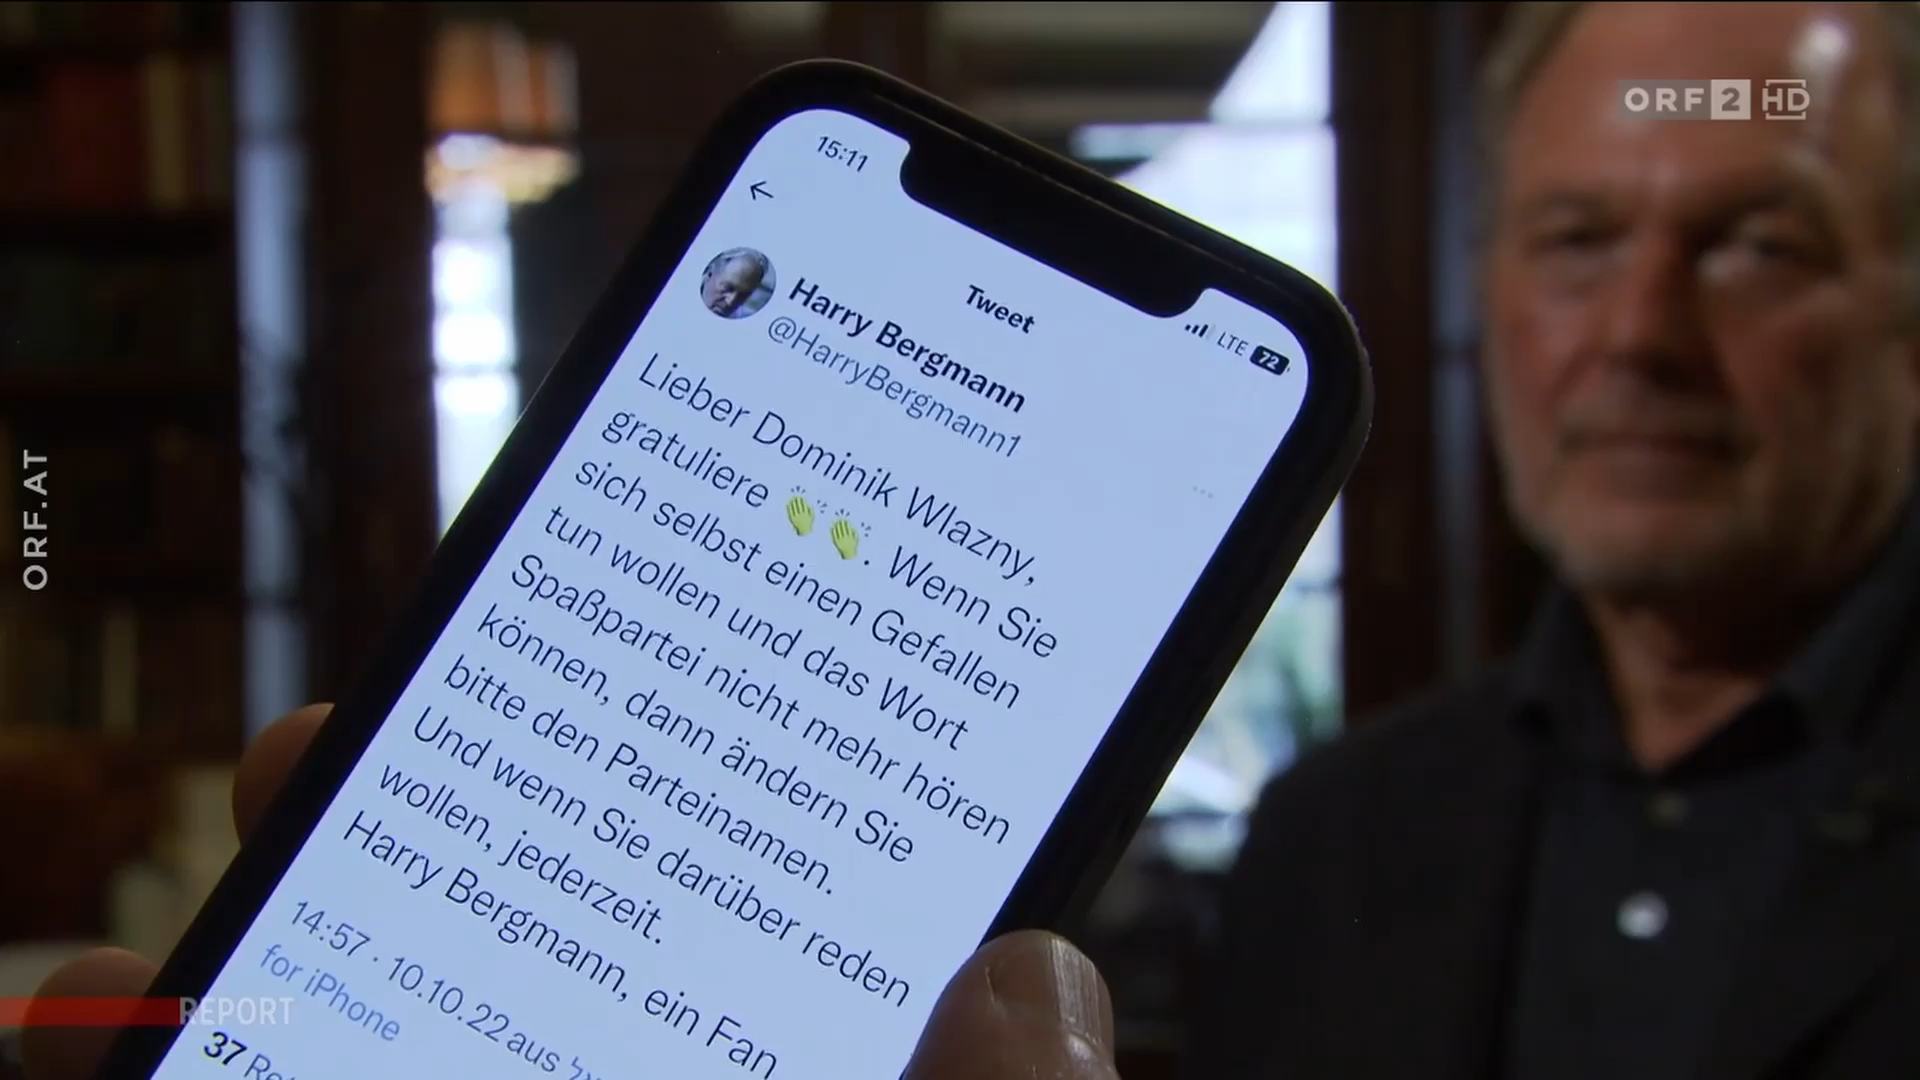 ORF 2 HD
15:11
Tweet
LTE 72
Harry Bergmann
@HarryBergmann1
Lieber Dominik Wlazny,
gratuliere 👏👏. Wenn Sie
sich selbst einen Gefallen
tun wollen und das Wort
Spaßpartei nicht mehr hören
können, dann ändern Sie
bitte den Parteinamen.
Und wenn Sie darüber reden
wollen, jederzeit.
Harry Bergmann, ein Fan
14:57 · 10.10.22 aus
for iPhone
37
ORF.AT
REPORT